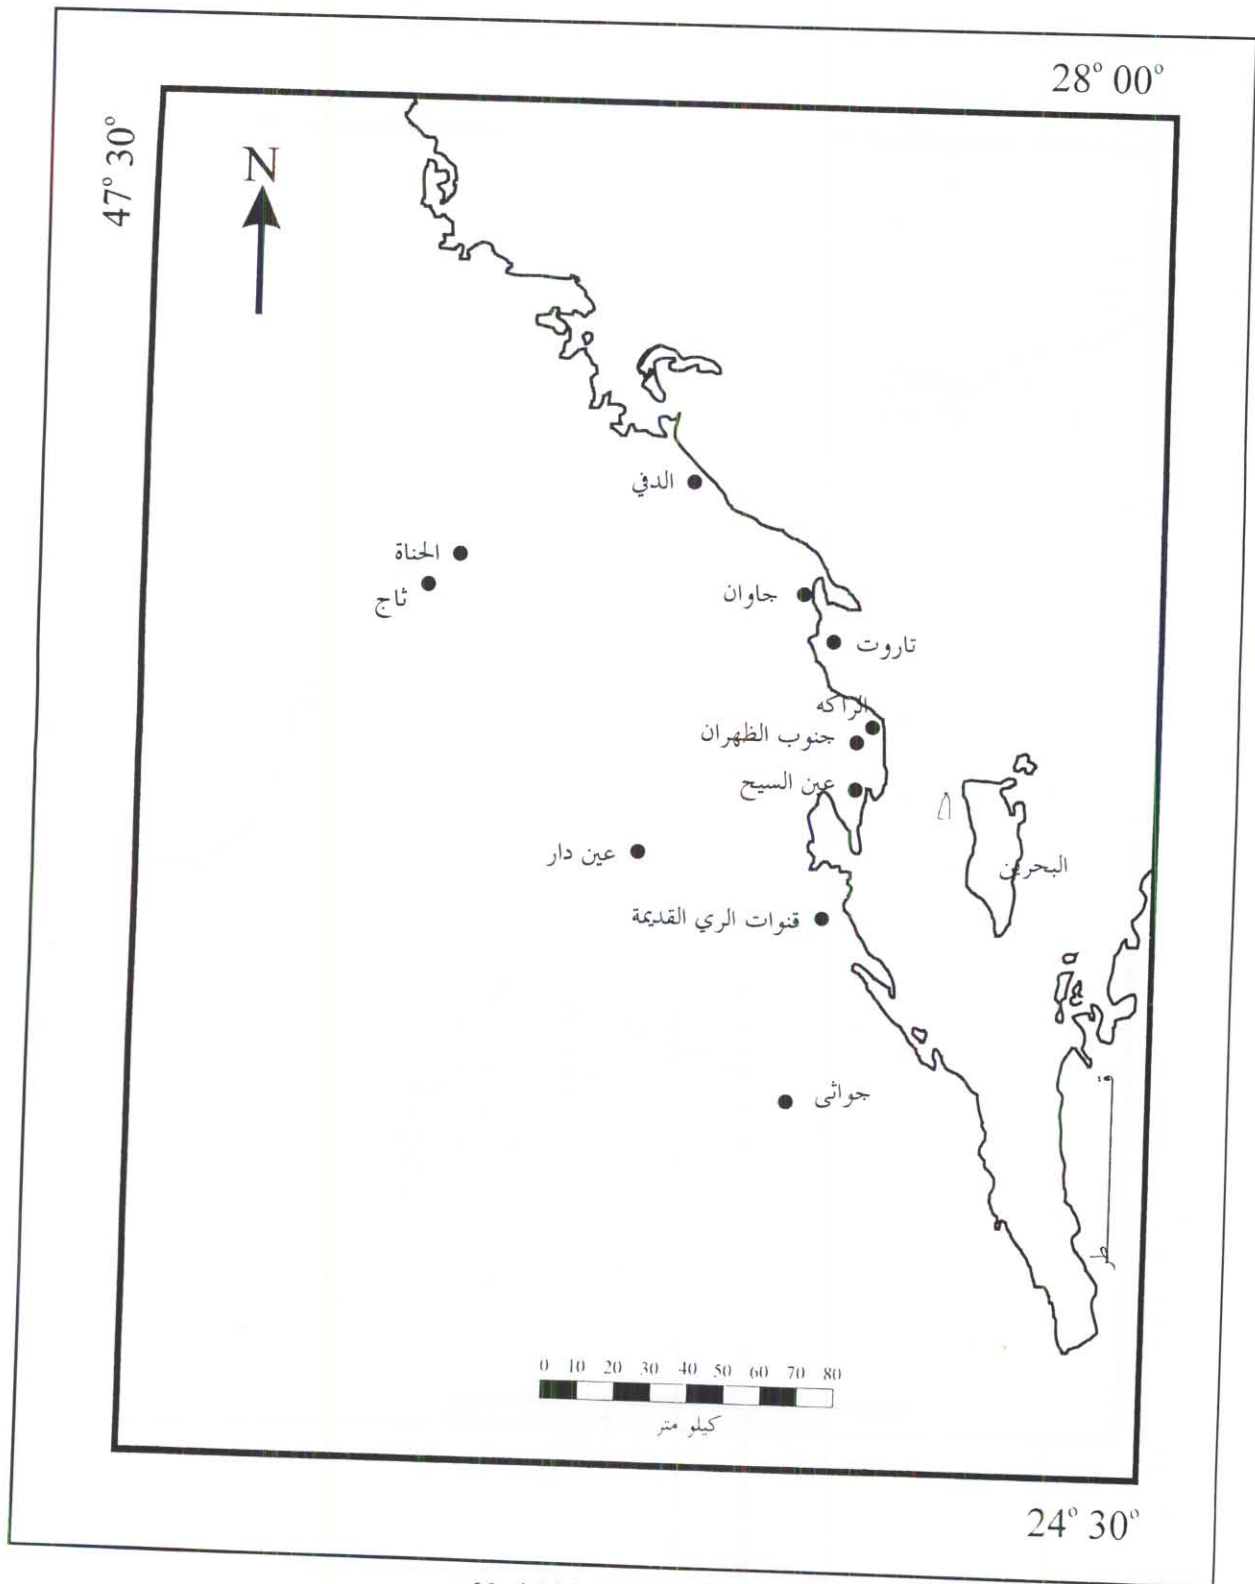 28° 00°
47° 30°
N
الدفي
الحناة
ثاج
جاوان
تاروت
الراكه
جنوب الظهران
عين السيح
البحرين
عين دار
قنوات الري القديمة
جواثى
قطر
0 10 20 30 40 50 60 70 80
كيلو متر
24° 30°